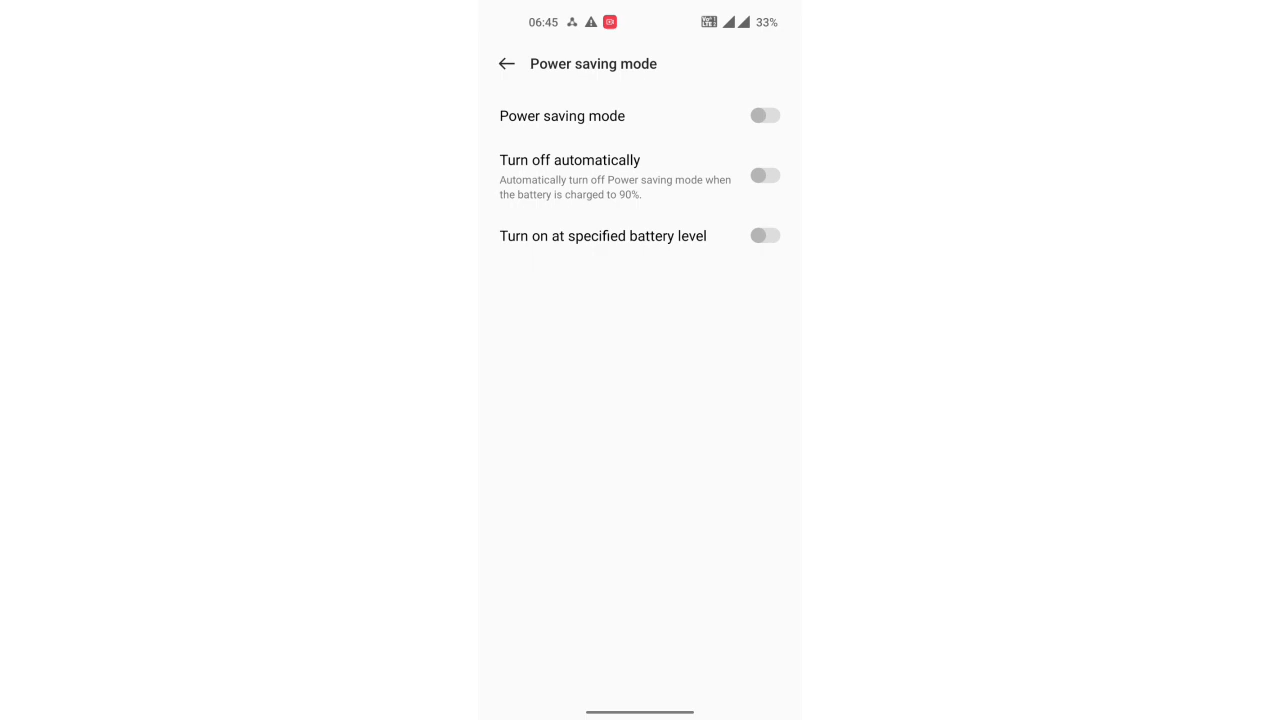 06:45 33%
Power saving mode
Power saving mode
Turn off automatically
Automatically turn off Power saving mode when
the battery is charged to 90%.
Turn on at specified battery level